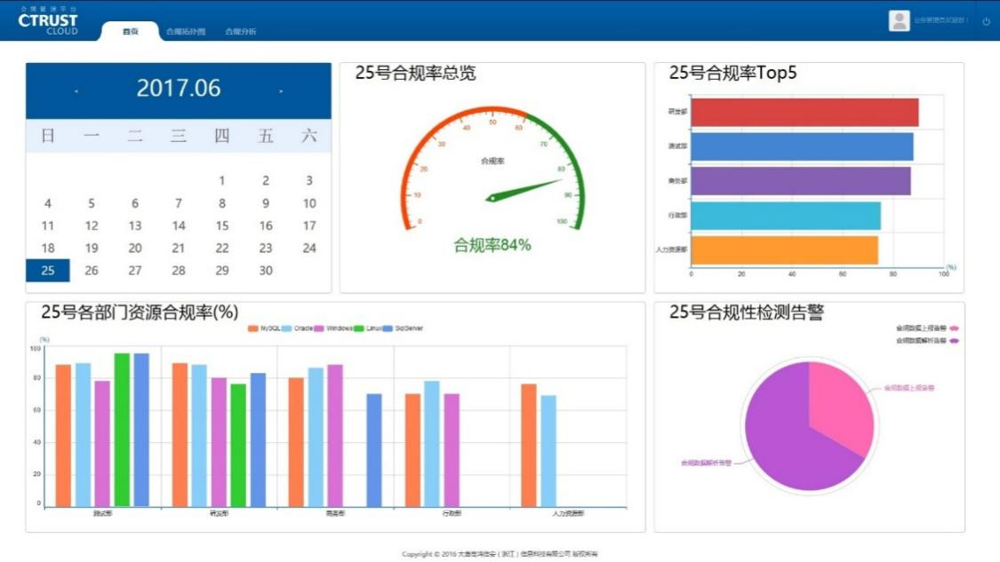 合规管理平台
CTRUST
CLOUD
首页 合规拓扑图 合规分析
< 2017.06 >
日 一 二 三 四 五 六
1 2 3
4 5 6 7 8 9 10
11 12 13 14 15 16 17
18 19 20 21 22 23 24
25 26 27 28 29 30
25号合规率总览
0 10 20 30 40 50 60 70 80 90 100
合规率
合规率84%
25号合规率Top5
研发部
测试部
商务部
行政部
人力资源部
0 20 40 60 80 100 (%)
25号各部门资源合规率(%)
MySQL Oracle Windows Linux SqlServer
(%)
100
80
60
40
20
0
测试部 研发部 商务部 行政部 人力资源部
25号合规性检测告警
合规数据上报告警
合规数据解析告警
合规数据上报告警
合规数据解析告警
Copyright © 2016 大唐高鸿信安（浙江）信息科技有限公司 版权所有